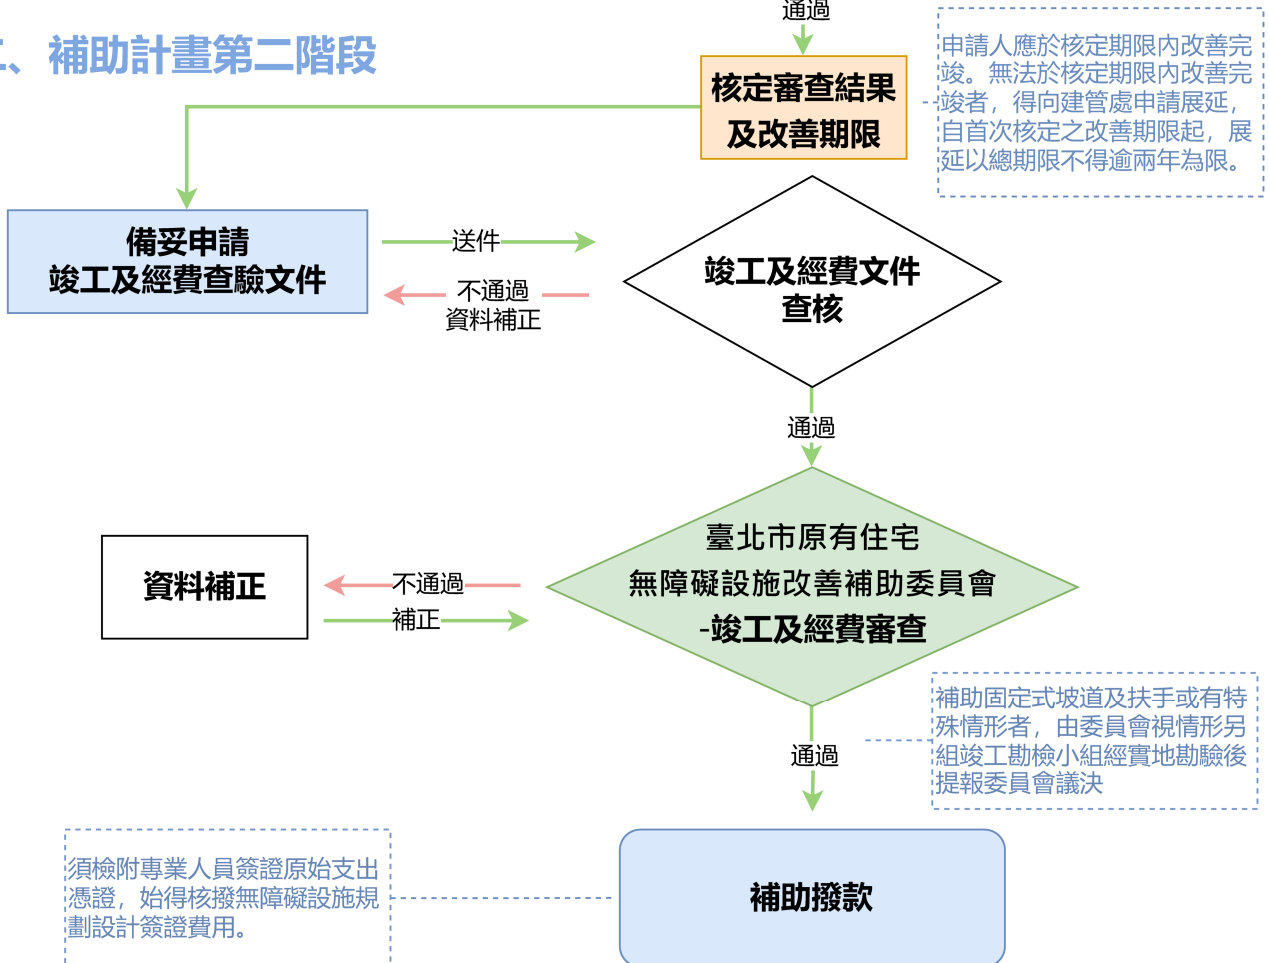 通過
二、補助計畫第二階段
核定審查結果
及改善期限
申請人應於核定期限內改善完
竣。無法於核定期限內改善完
竣者，得向建管處申請展延，
自首次核定之改善期限起，展
延以總期限不得逾兩年為限。
備妥申請
竣工及經費查驗文件
送件
不通過
資料補正
竣工及經費文件
查核
通過
臺北市原有住宅
無障礙設施改善補助委員會
-竣工及經費審查
資料補正
不通過
補正
補助固定式坡道及扶手或有特
殊情形者，由委員會視情形另
組竣工勘檢小組經實地勘驗後
提報委員會議決
通過
須檢附專業人員簽證原始支出
憑證，始得核撥無障礙設施規
劃設計簽證費用。
補助撥款